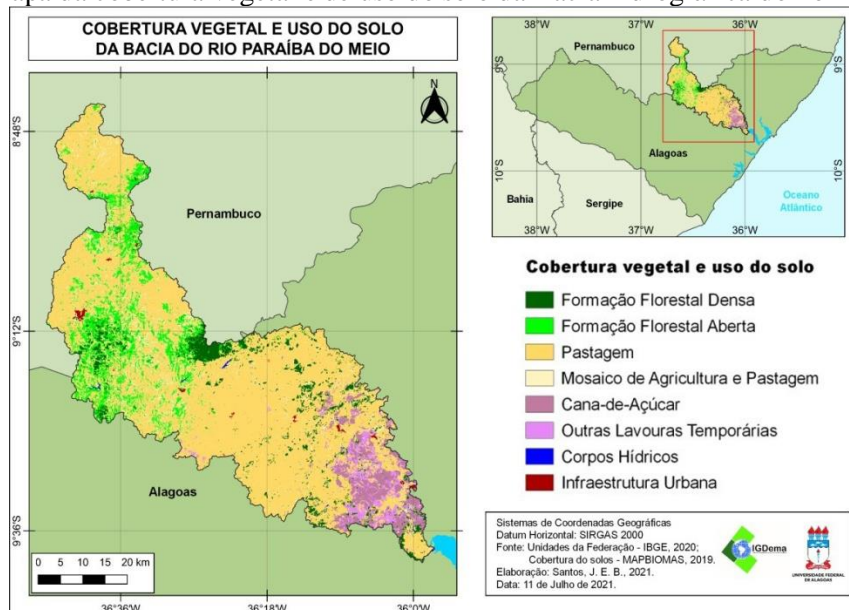 COBERTURA VEGETAL E USO DO SOLO
DA BACIA DO RIO PARAÍBA DO MEIO
N
8°48'S
9°12'S
9°36'S
36°36'W
36°18'W
36°0'W
Pernambuco
Alagoas
0 5 10 15 20 km
Pernambuco
Alagoas
Bahia
Sergipe
Oceano
Atlântico
9°S
10°S
9°S
10°S
38°W
37°W
36°W
38°W
37°W
36°W
Cobertura vegetal e uso do solo
Formação Florestal Densa
Formação Florestal Aberta
Pastagem
Mosaico de Agricultura e Pastagem
Cana-de-Açúcar
Outras Lavouras Temporárias
Corpos Hídricos
Infraestrutura Urbana
Sistemas de Coordenadas Geográficas
Datum Horizontal: SIRGAS 2000
Fonte: Unidades da Federação - IBGE, 2020;
Cobertura do solos - MAPBIOMAS, 2019.
Elaboração: Santos, J. E. B., 2021.
Data: 11 de Julho de 2021.
IGDema
UNIVERSIDADE FEDERAL
DE ALAGOAS